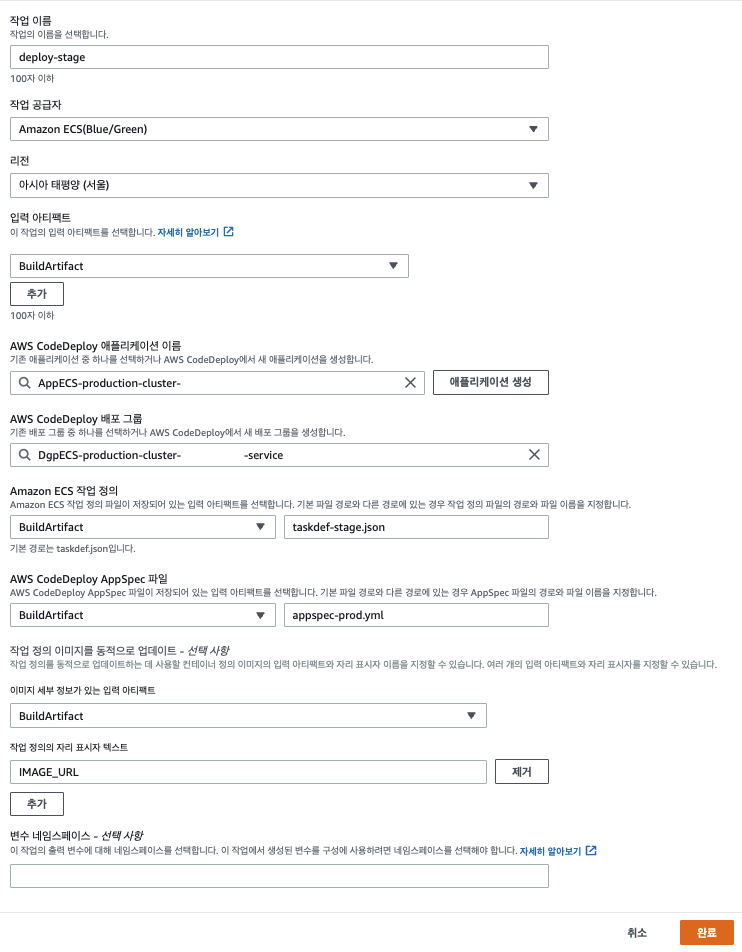 작업 이름
작업의 이름을 선택합니다.
deploy-stage
100자 이하
작업 공급자
Amazon ECS(Blue/Green)
리전
아시아 태평양 (서울)
입력 아티팩트
이 작업의 입력 아티팩트를 선택합니다. 자세히 알아보기
BuildArtifact
추가
100자 이하
AWS CodeDeploy 애플리케이션 이름
기존 애플리케이션 중 하나를 선택하거나 AWS CodeDeploy에서 새 애플리케이션을 생성합니다.
AppECS-production-cluster- 애플리케이션 생성
AWS CodeDeploy 배포 그룹
기존 배포 그룹 중 하나를 선택하거나 AWS CodeDeploy에서 새 배포 그룹을 생성합니다.
DgpECS-production-cluster- -service
Amazon ECS 작업 정의
Amazon ECS 작업 정의 파일이 저장되어 있는 입력 아티팩트를 선택합니다. 기본 파일 경로와 다른 경로에 있는 경우 작업 정의 파일의 경로와 파일 이름을 지정합니다.
BuildArtifact taskdef-stage.json
기본 경로는 taskdef.json입니다.
AWS CodeDeploy AppSpec 파일
AWS CodeDeploy AppSpec 파일이 저장되어 있는 입력 아티팩트를 선택합니다. 기본 파일 경로와 다른 경로에 있는 경우 AppSpec 파일의 경로와 파일 이름을 지정합니다.
BuildArtifact appspec-prod.yml
작업 정의 이미지를 동적으로 업데이트 - 선택 사항
작업 정의를 동적으로 업데이트하는 데 사용할 컨테이너 정의 이미지의 입력 아티팩트와 자리 표시자 이름을 지정할 수 있습니다. 여러 개의 입력 아티팩트와 자리 표시자를 지정할 수 있습니다.
이미지 세부 정보가 있는 입력 아티팩트
BuildArtifact
작업 정의의 자리 표시자 텍스트
IMAGE_URL 제거
추가
변수 네임스페이스 - 선택 사항
이 작업의 출력 변수에 대해 네임스페이스를 선택합니다. 이 작업에서 생성된 변수를 구성에 사용하려면 네임스페이스를 선택해야 합니다. 자세히 알아보기
취소 완료